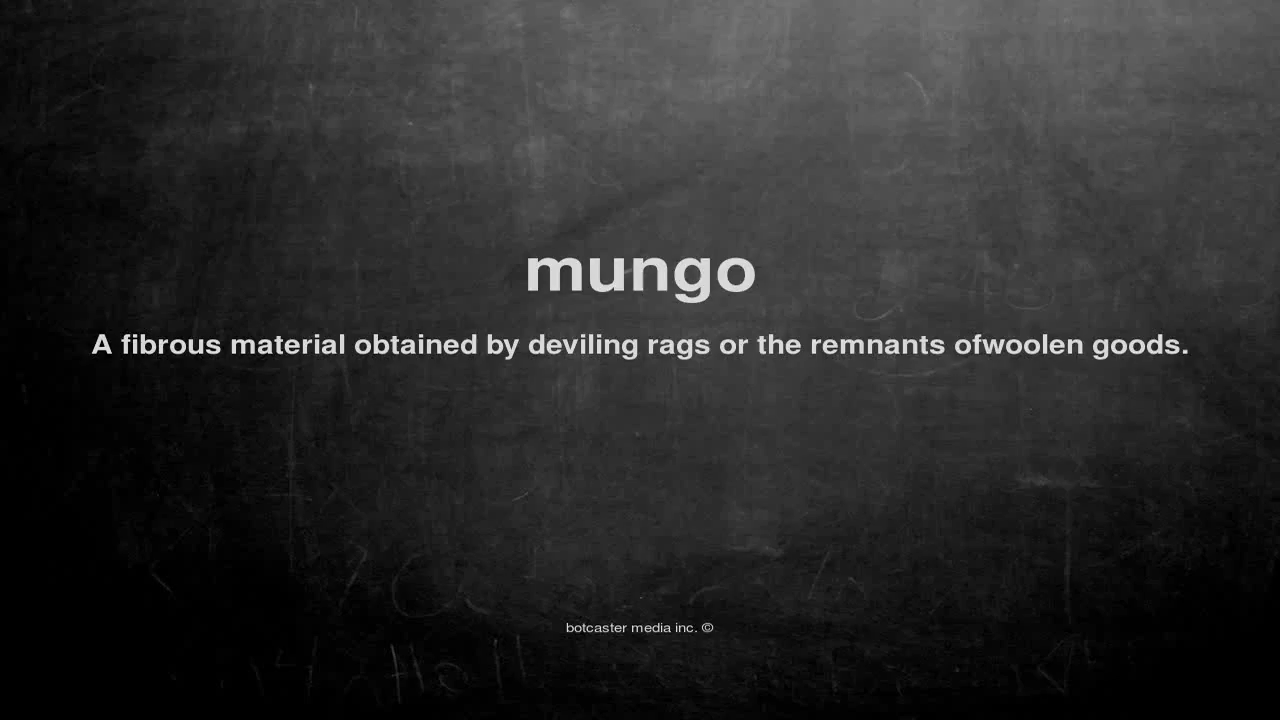 mungo
A fibrous material obtained by deviling rags or the remnants ofwoolen goods.
botcaster media inc. ©